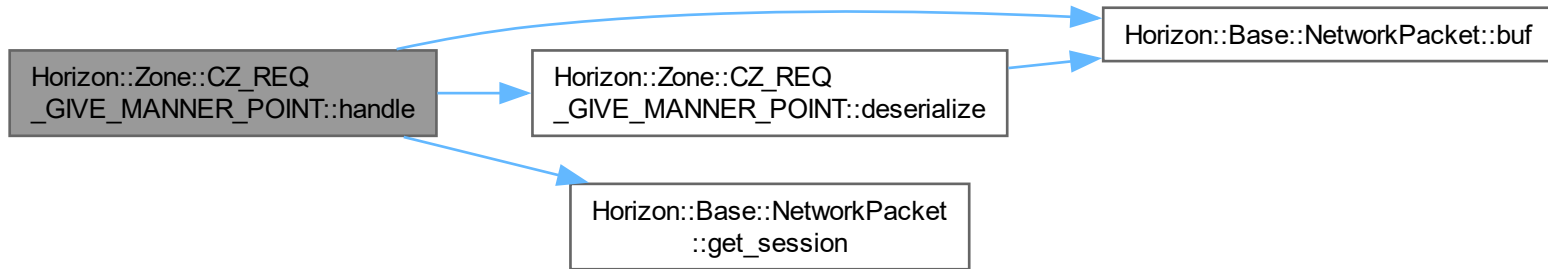 Horizon::Zone::CZ_REQ
_GIVE_MANNER_POINT::handle
Horizon::Zone::CZ_REQ
_GIVE_MANNER_POINT::deserialize
Horizon::Base::NetworkPacket::buf
Horizon::Base::NetworkPacket
::get_session